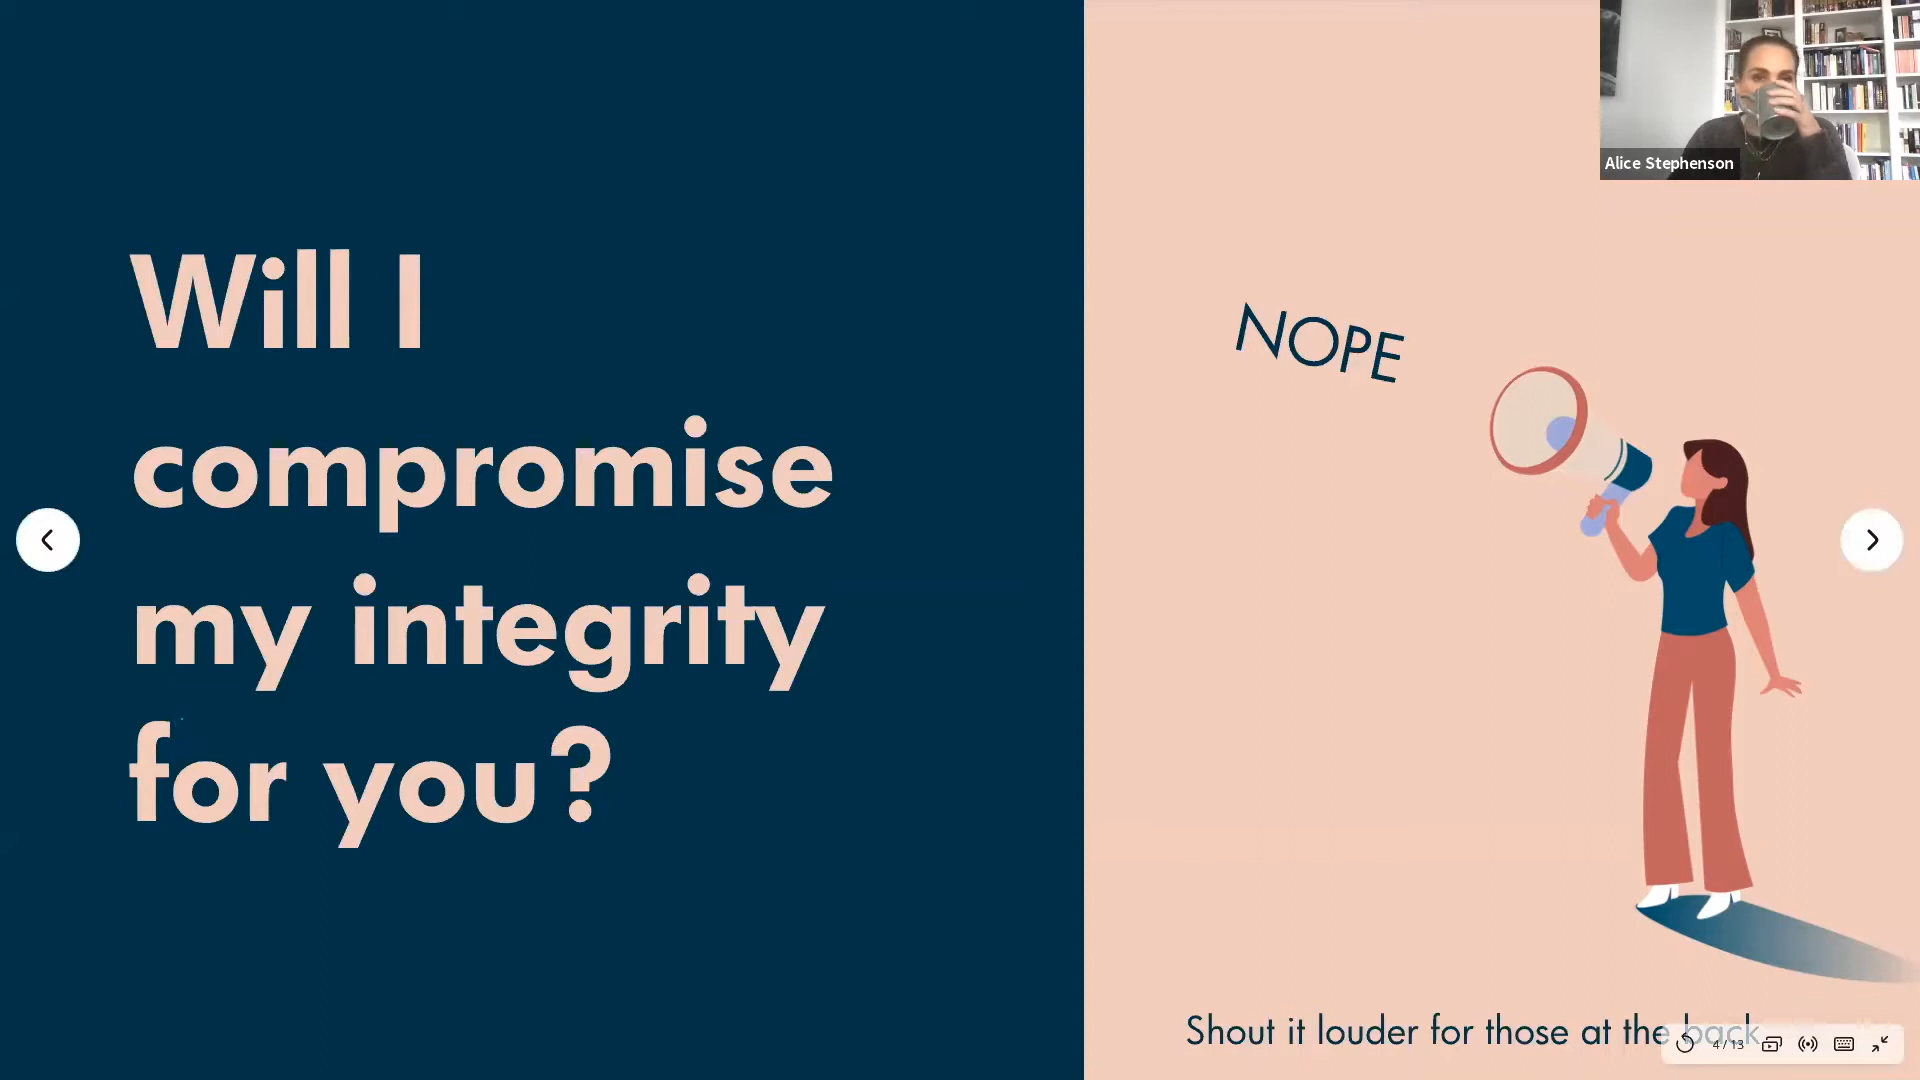 Will I
compromise
my integrity
for you?
NOPE
Alice Stephenson
Shout it louder for those at the back
4 / 13